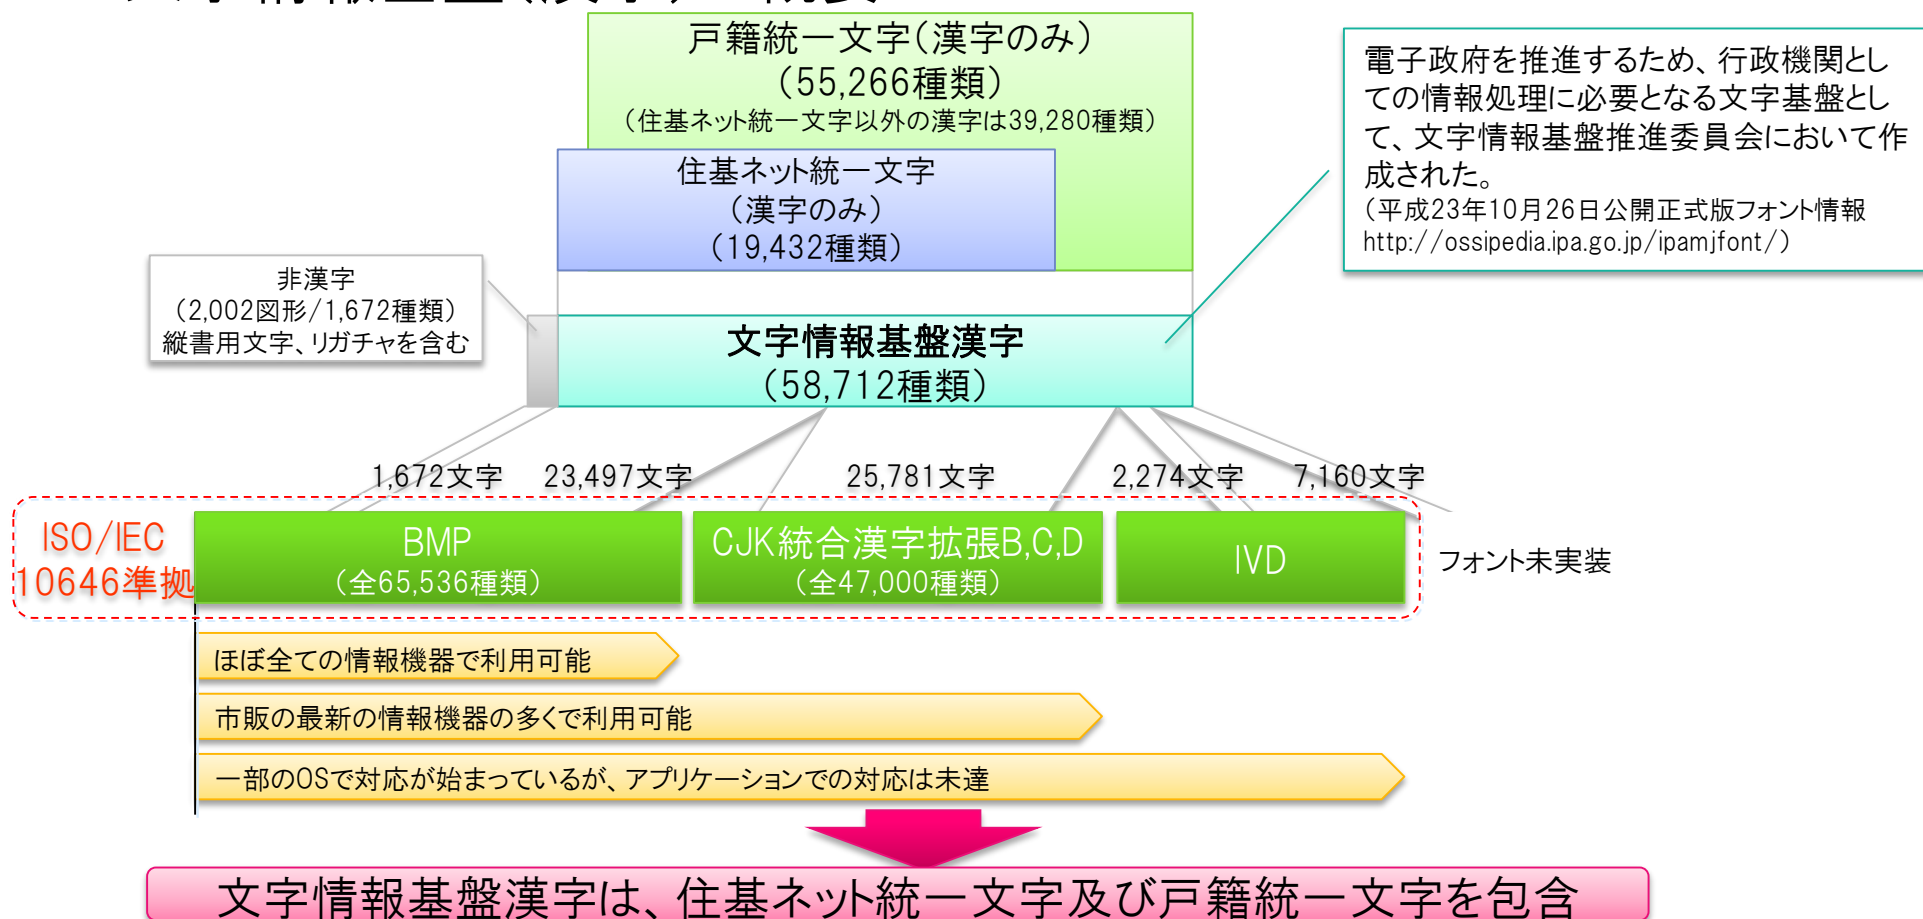 戸籍統一文字(漢字のみ)
(55,266種類)
(住基ネット統一文字以外の漢字は39,280種類)
住基ネット統一文字
(漢字のみ)
(19,432種類)
電子政府を推進するため、行政機関とし
ての情報処理に必要となる文字基盤とし
て、文字情報基盤推進委員会において作
成された。
(平成23年10月26日公開正式版フォント情報
http://ossipedia.ipa.go.jp/ipamjfont/)
非漢字
(2,002図形/1,672種類)
縦書用文字、リガチャを含む
文字情報基盤漢字
(58,712種類)
1,672文字 23,497文字 25,781文字 2,274文字 7,160文字
ISO/IEC
10646準拠
BMP
(全65,536種類)
CJK統合漢字拡張B,C,D
(全47,000種類)
IVD
フォント未実装
ほぼ全ての情報機器で利用可能
市販の最新の情報機器の多くで利用可能
一部のOSで対応が始まっているが、アプリケーションでの対応は未達
文字情報基盤漢字は、住基ネット統一文字及び戸籍統一文字を包含